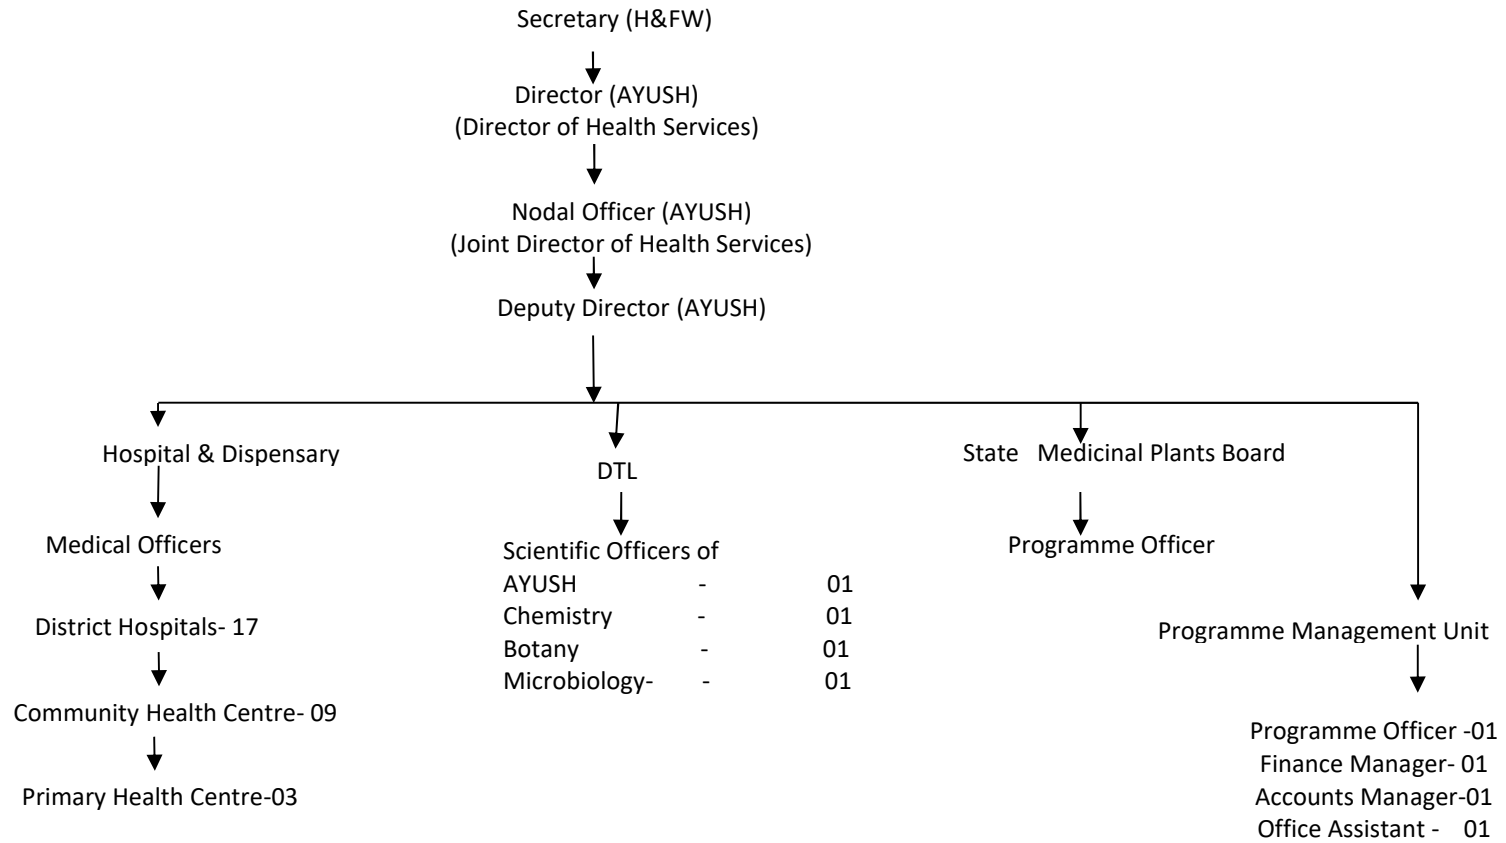 Secretary (H&FW)
Director (AYUSH)
(Director of Health Services)
Nodal Officer (AYUSH)
(Joint Director of Health Services)
Deputy Director (AYUSH)
Hospital & Dispensary
Medical Officers
District Hospitals- 17
Community Health Centre- 09
Primary Health Centre-03
DTL
Scientific Officers of
AYUSH - 01
Chemistry - 01
Botany - 01
Microbiology- - 01
State Medicinal Plants Board
Programme Officer
Programme Management Unit
Programme Officer -01
Finance Manager- 01
Accounts Manager-01
Office Assistant - 01